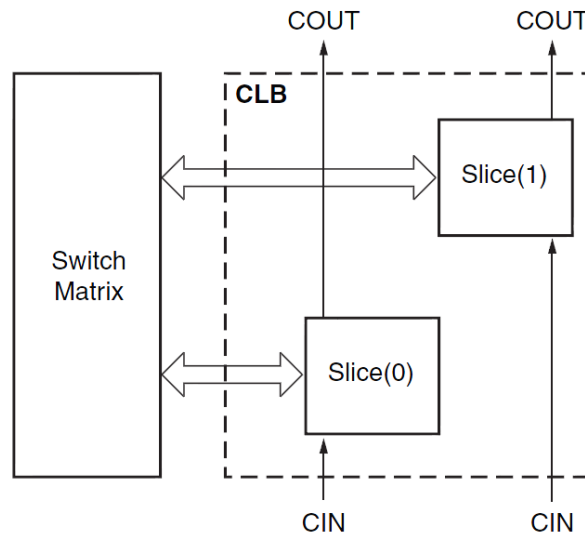 COUT
COUT
CLB
Slice(1)
Switch
Matrix
Slice(0)
CIN
CIN